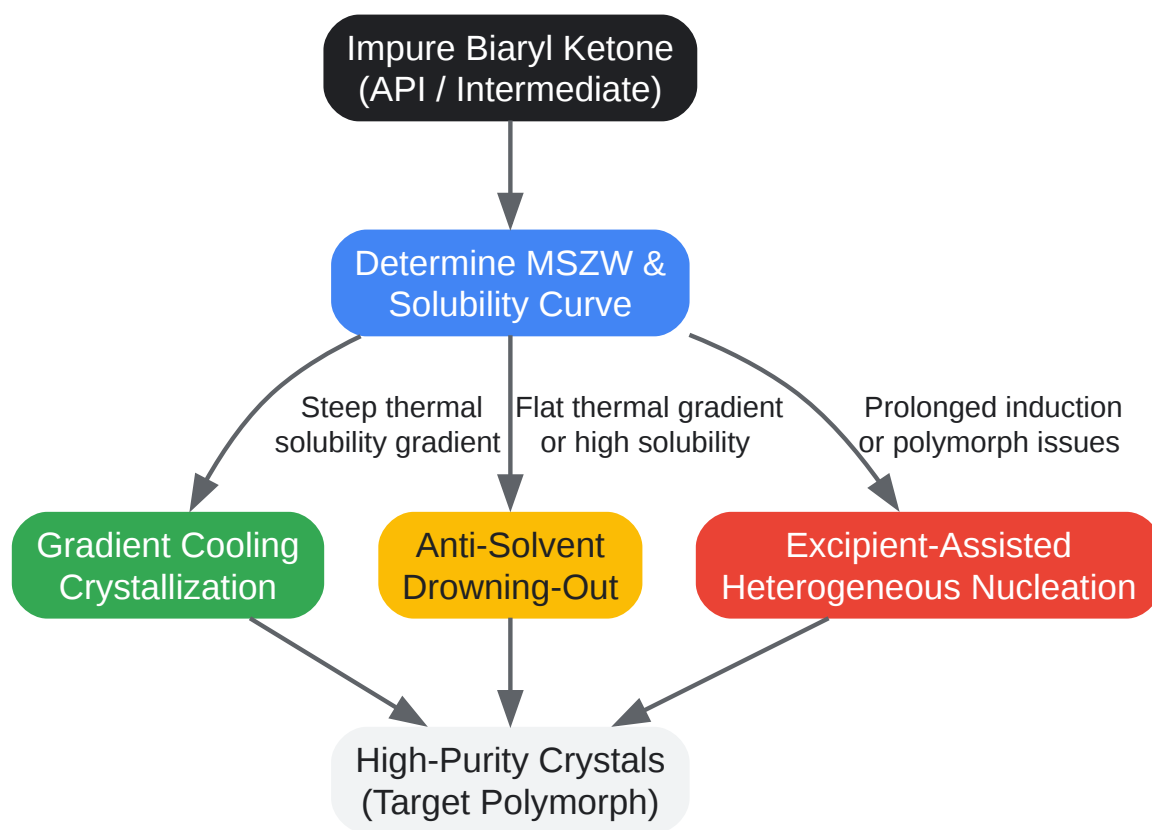 Impure Biaryl Ketone
(API / Intermediate)
Determine MSZW &
Solubility Curve
Steep thermal
solubility gradient
Flat thermal gradient
or high solubility
Prolonged induction
or polymorph issues
Gradient Cooling
Crystallization
Anti-Solvent
Drowning-Out
Excipient-Assisted
Heterogeneous Nucleation
High-Purity Crystals
(Target Polymorph)